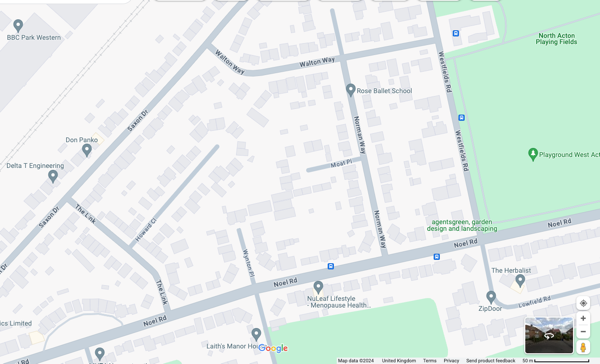 BBC Park Western
North Acton
Playing Fields
Walton Way
Walton Way
Westfields Rd
Rose Ballet School
Saxon Dr
Norman Way
Westfields Rd
Don Panko
Playground West Act
Delta T Engineering
Moat Pl
Saxon Dr
The Link
Howard Cl
Norman Way
agentsgreen, garden
design and landscaping
Noel Rd
Noel Rd
Wynton Pl
The Link
Noel Rd
The Herbalist
NuLeaf Lifestyle
- Menopause Health.
ZipDoor
Lowfield Rd
Noel Rd
ics Limited
Laith's Manor Hou
Google
Map data ©2024 United Kingdom Terms Privacy Send product feedback 50 m